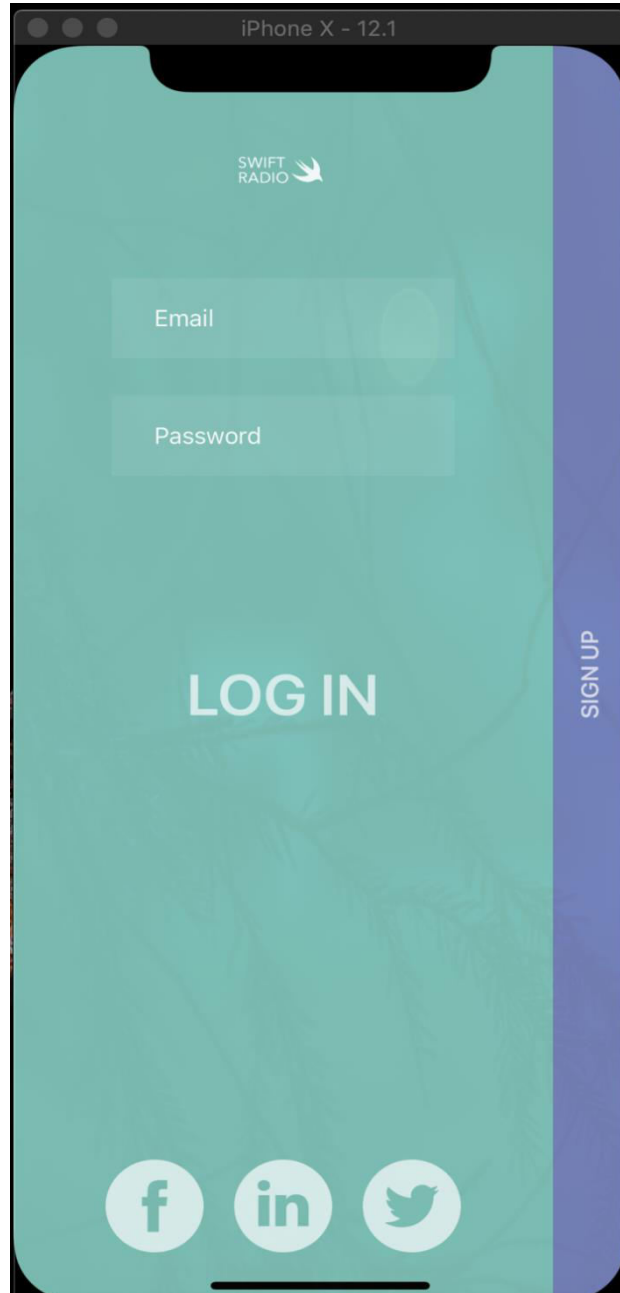 iPhone X - 12.1
SWIFT
RADIO
Email
Password
LOG IN
SIGN UP
f in